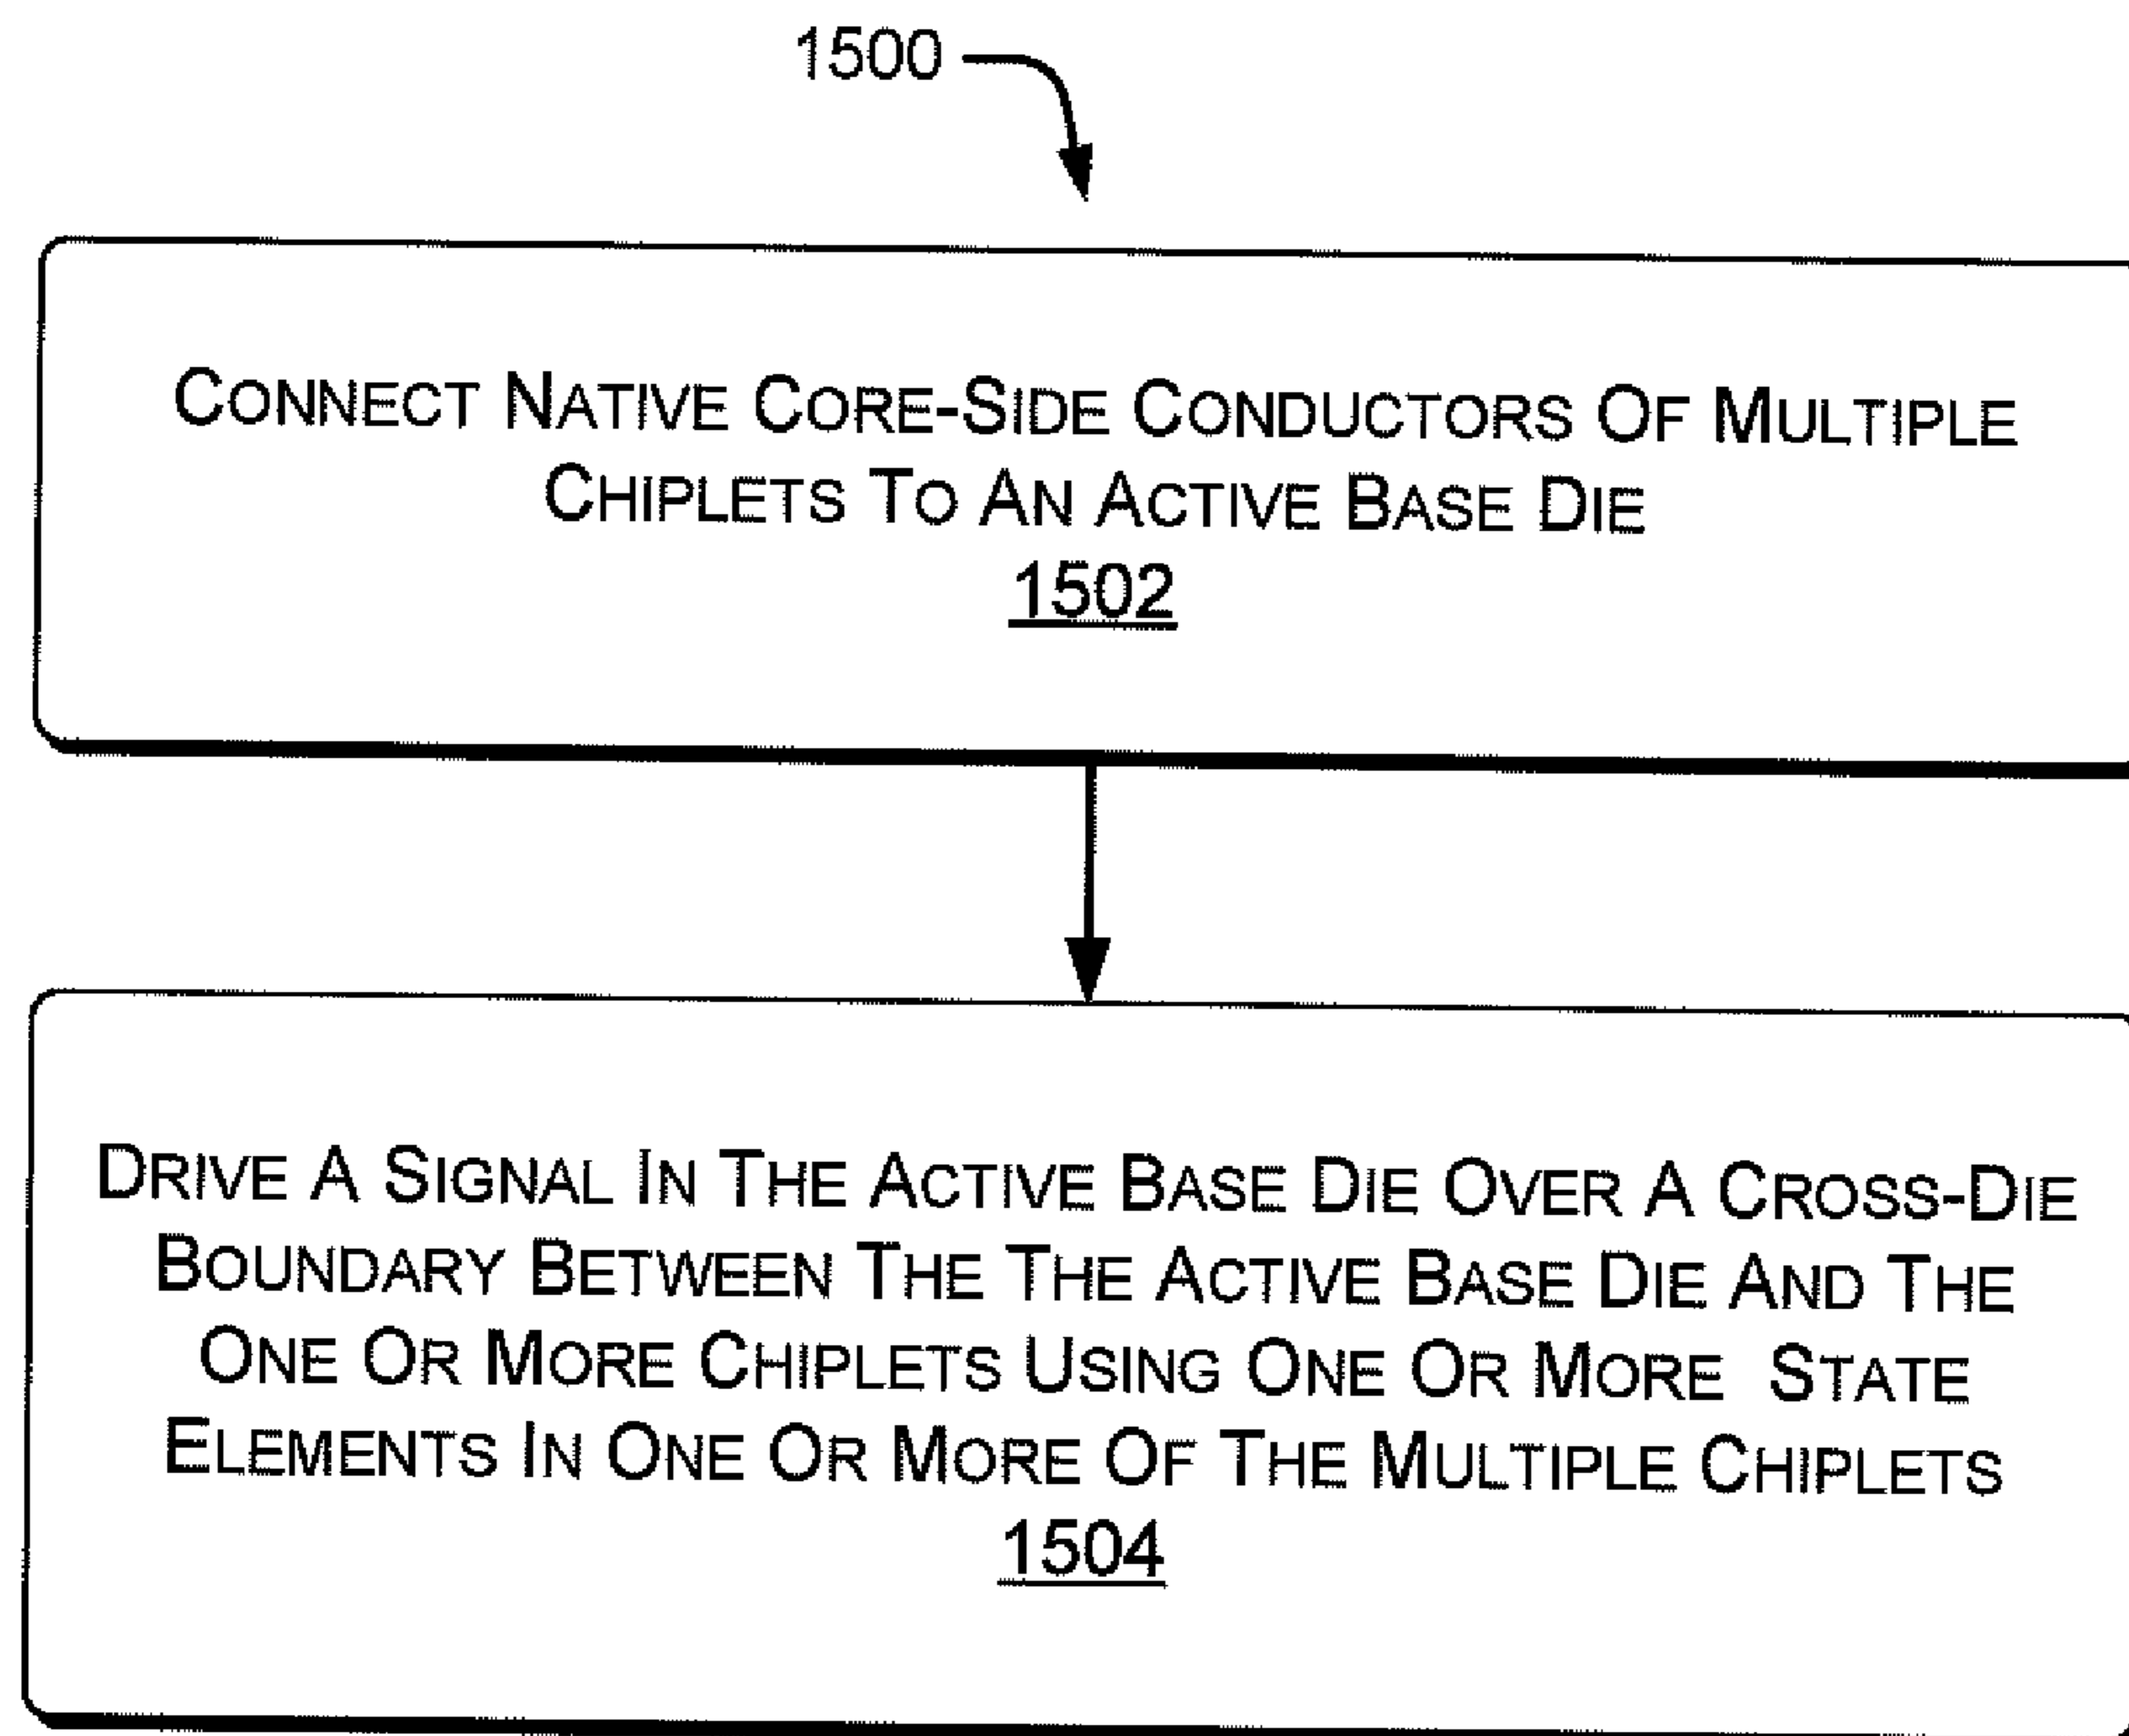 1500
CONNECT NATIVE CORE-SIDE CONDUCTORS OF MULTIPLE
CHIPLETS TO AN ACTIVE BASE DIE
1502
DRIVE A SIGNAL IN THE ACTIVE BASE DIE OVER A CROSS-DIE
BOUNDARY BETWEEN THE THE ACTIVE BASE DIE AND THE
ONE OR MORE CHIPLETS USING ONE OR MORE STATE
ELEMENTS IN ONE OR MORE OF THE MULTIPLE CHIPLETS
1504